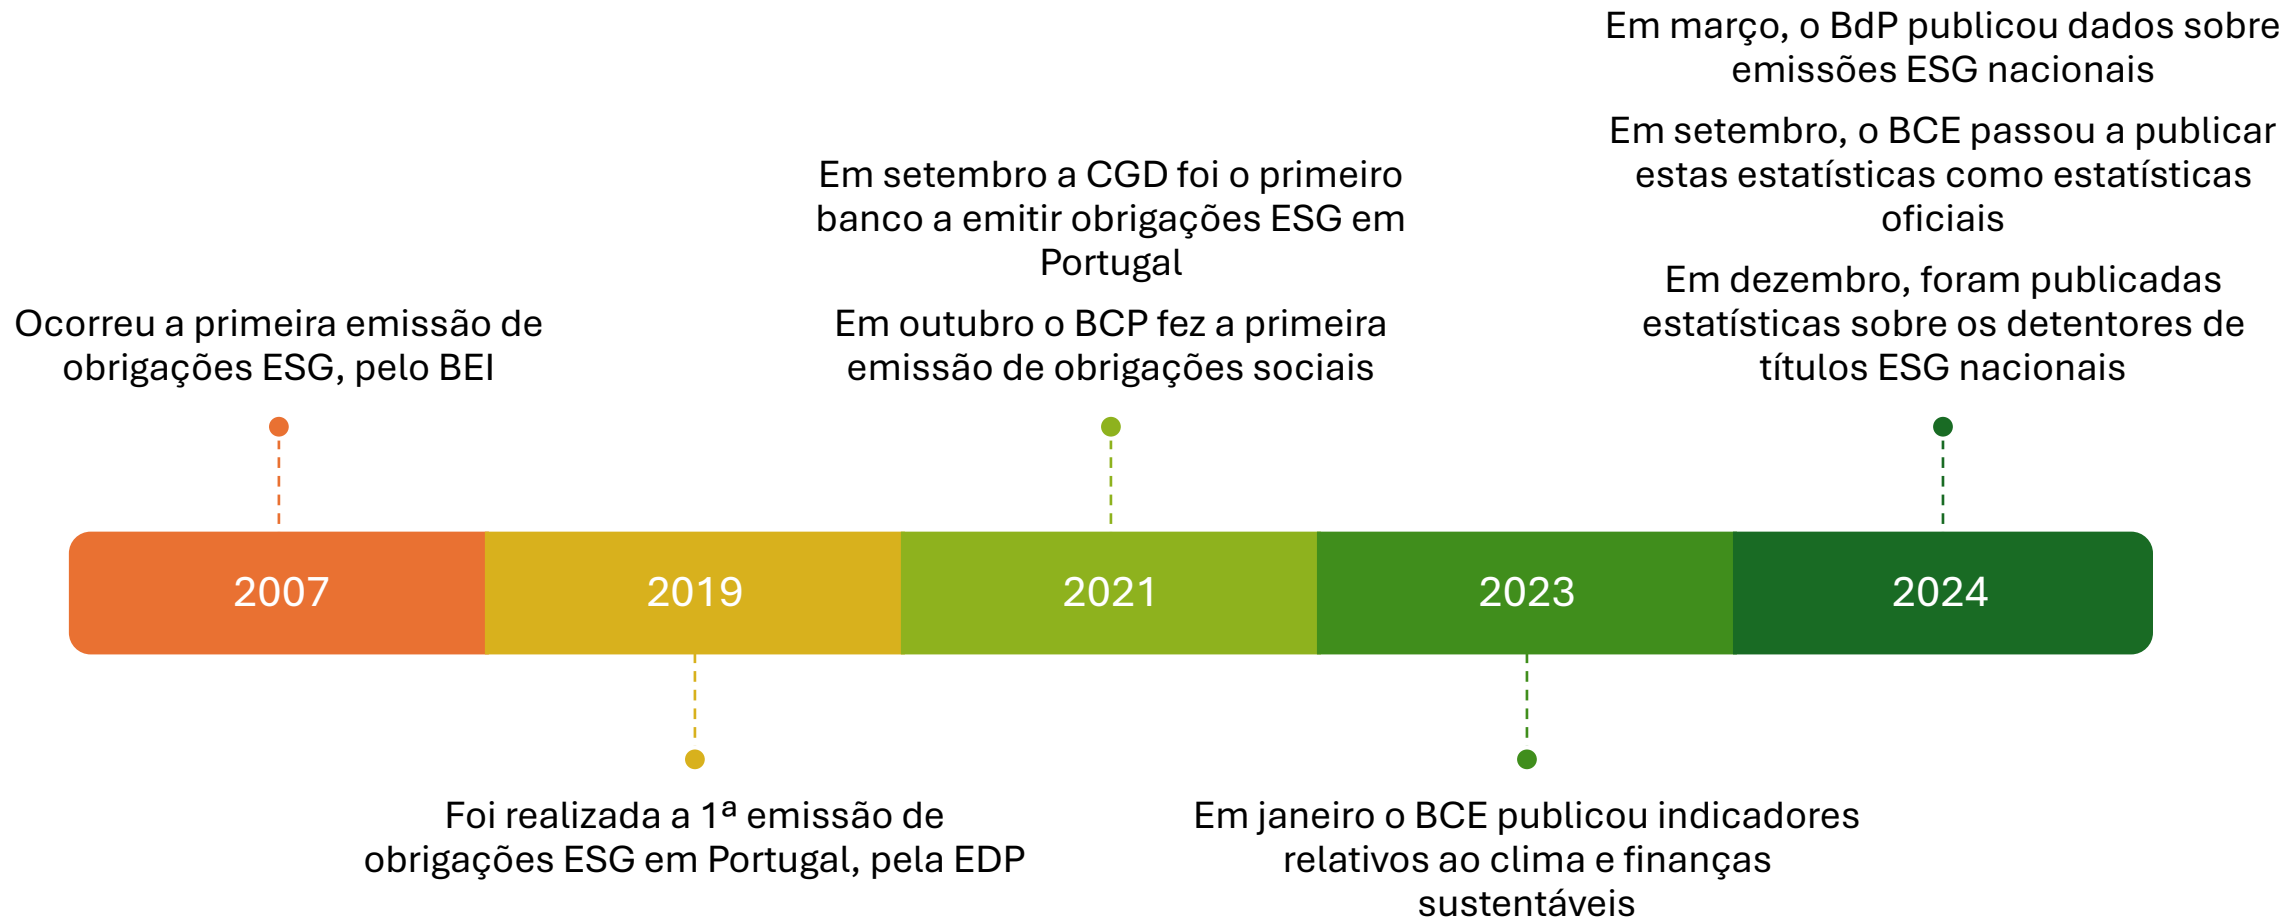 Em março, o BdP publicou dados sobre
emissões ESG nacionais
Em setembro, o BCE passou a publicar
estas estatísticas como estatísticas
oficiais
Em dezembro, foram publicadas
estatísticas sobre os detentores de
títulos ESG nacionais
Em setembro a CGD foi o primeiro
banco a emitir obrigações ESG em
Portugal
Em outubro o BCP fez a primeira
emissão de obrigações sociais
Ocorreu a primeira emissão de
obrigações ESG, pelo BEI
2007
2019
2021
2023
2024
Foi realizada a 1ª emissão de
obrigações ESG em Portugal, pela EDP
Em janeiro o BCE publicou indicadores
relativos ao clima e finanças
sustentáveis